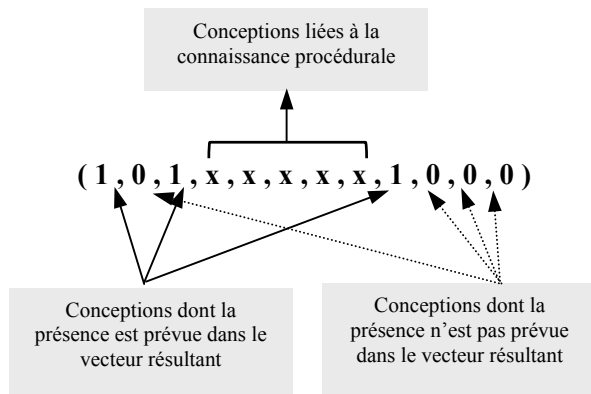 Conceptions liées à la
connaissance procédurale
( 1 , 0 , 1 , x , x , x , x , x , 1 , 0 , 0 , 0 )
Conceptions dont la
présence est prévue dans le
vecteur résultant
Conceptions dont la
présence n’est pas prévue
dans le vecteur résultant